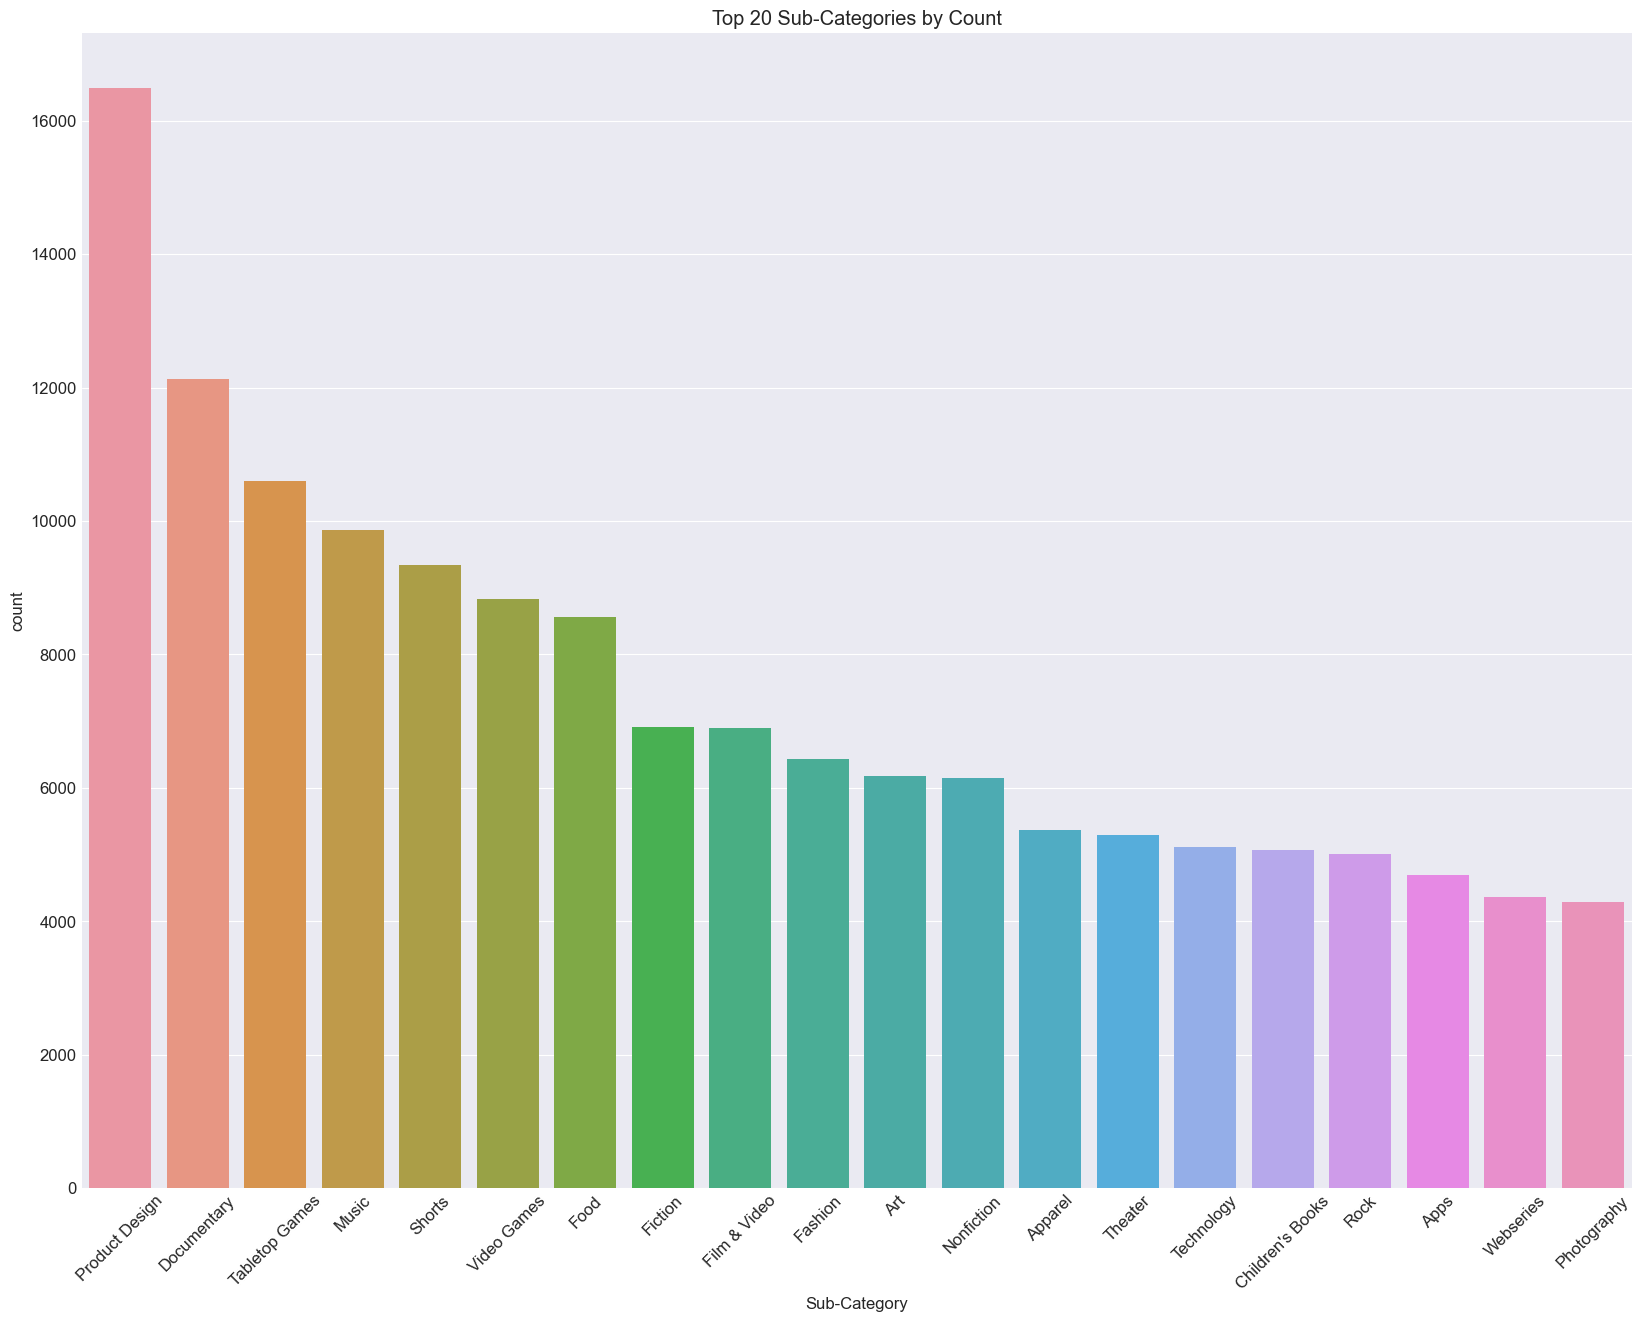 Top 20 Sub-Categories by Count
16000
14000
12000
10000
8000
6000
4000
2000
0
count
Product Design
Documentary
Tabletop Games
Music
Shorts
Video Games
Food
Fiction
Film & Video
Fashion
Art
Nonfiction
Apparel
Theater
Technology
Children's Books
Rock
Apps
Webseries
Photography
Sub-Category